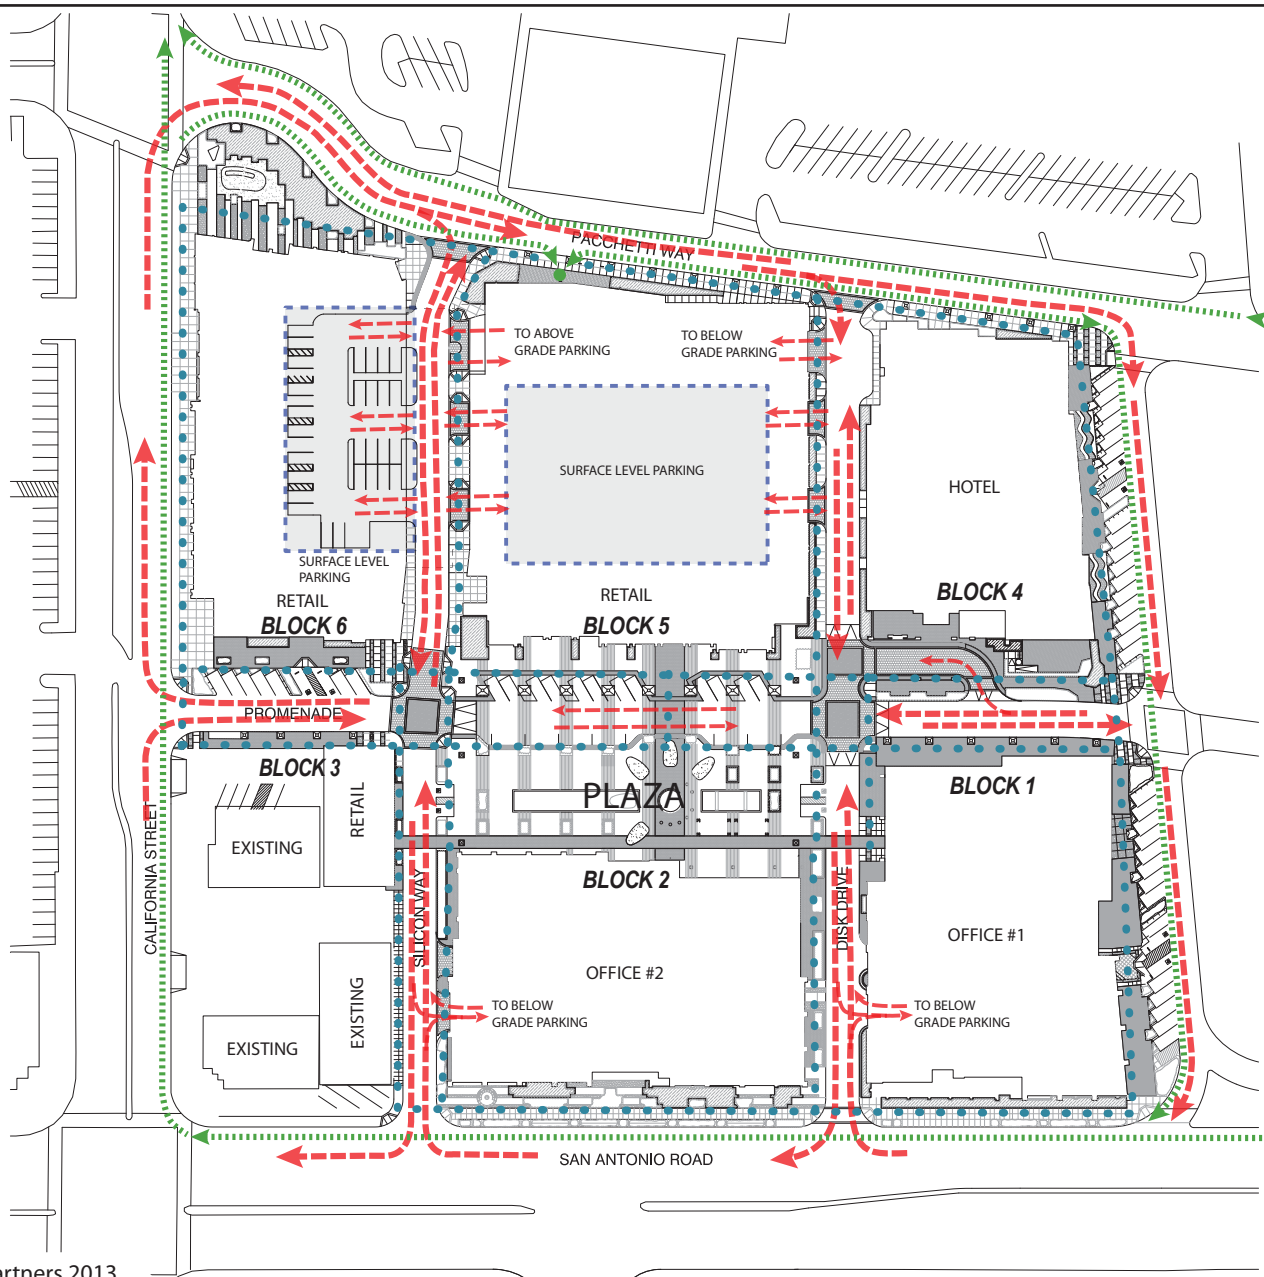 PACCHETTI WAY
TO ABOVE
GRADE PARKING
TO BELOW
GRADE PARKING
SURFACE LEVEL PARKING
HOTEL
SURFACE LEVEL
PARKING
RETAIL
BLOCK 6
RETAIL
BLOCK 5
BLOCK 4
PROMENADE
BLOCK 3
PLAZA
BLOCK 1
RETAIL
EXISTING
CALIFORNIA STREET
BLOCK 2
SILICON WAY
DISK DRIVE
OFFICE #1
OFFICE #2
EXISTING
TO BELOW
GRADE PARKING
TO BELOW
GRADE PARKING
EXISTING
SAN ANTONIO ROAD
artners 2013